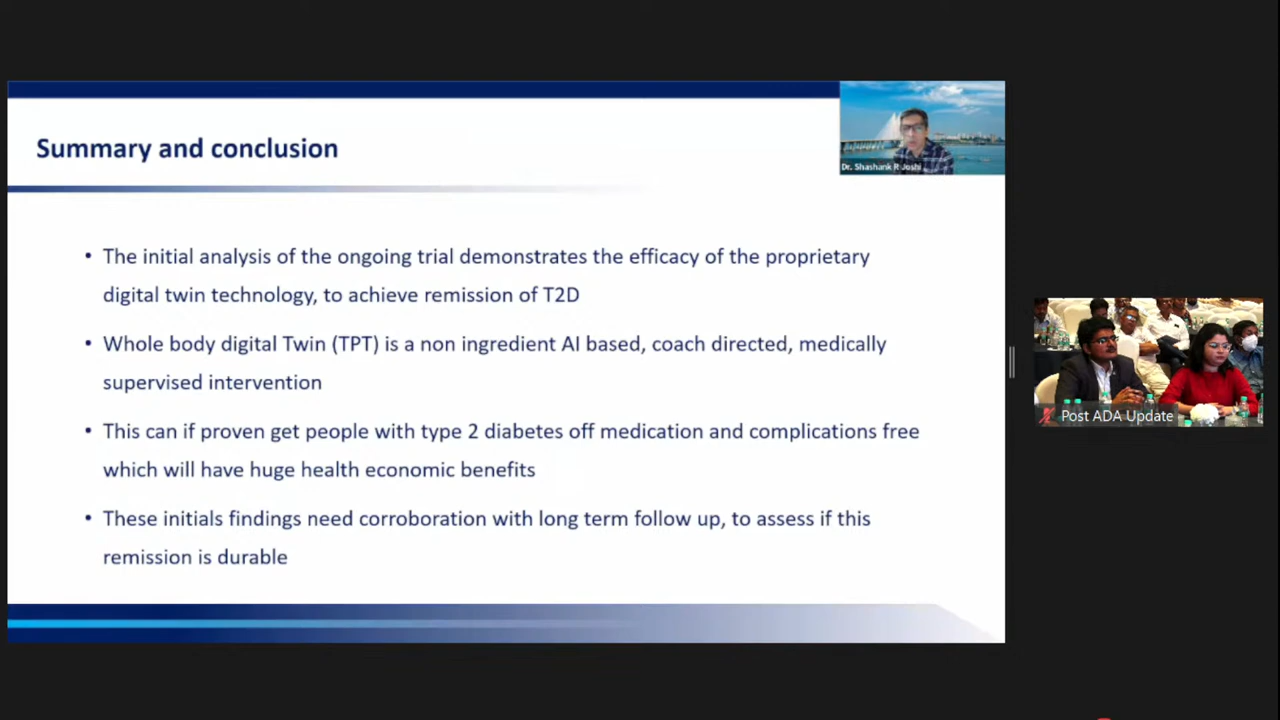 Summary and conclusion
Dr. Shashank R Joshi
• The initial analysis of the ongoing trial demonstrates the efficacy of the proprietary
digital twin technology, to achieve remission of T2D
• Whole body digital Twin (TPT) is a non ingredient AI based, coach directed, medically
supervised intervention
• This can if proven get people with type 2 diabetes off medication and complications free
which will have huge health economic benefits
• These initials findings need corroboration with long term follow up, to assess if this
remission is durable
Post ADA Update